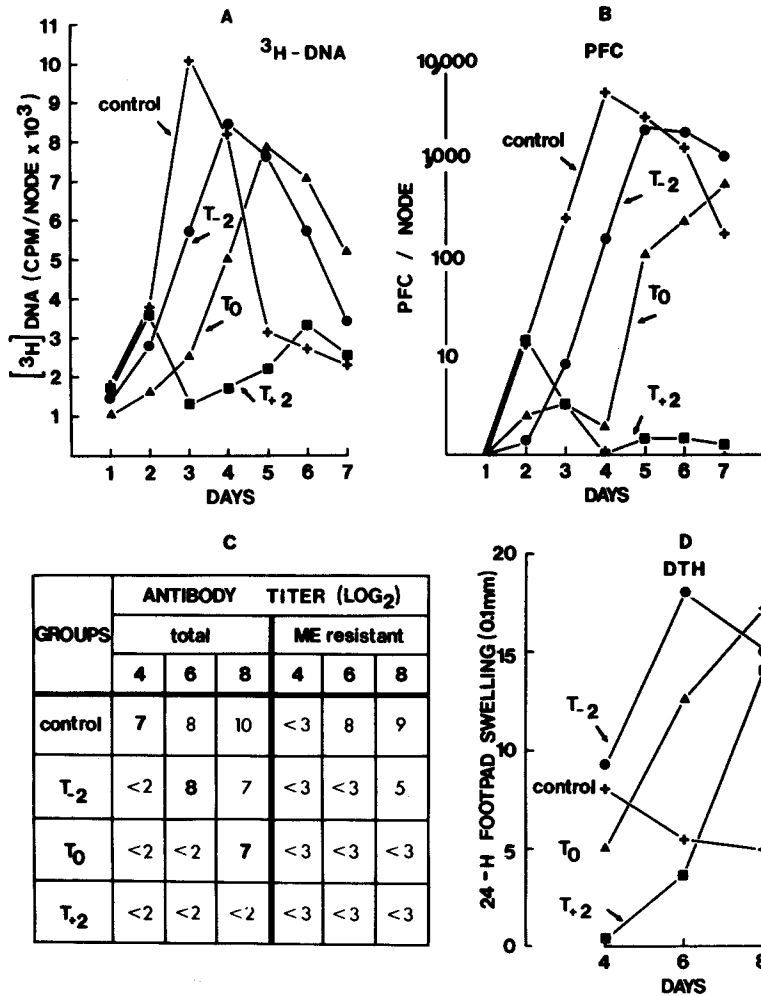 A
³H-DNA
[³H] DNA (CPM/NODE x 10³)
11
10
9
8
7
6
5
4
3
2
1
control
T₋₂
T₀
T₊₂
1 2 3 4 5 6 7
DAYS
B
PFC
PFC / NODE
10,000
1000
100
10
control
T₋₂
T₀
T₊₂
1 2 3 4 5 6 7
DAYS
C
GROUPS ANTIBODY TITER (LOG₂)
total ME resistant
4 6 8 4 6 8
control 7 8 10 <3 8 9
T₋₂ <2 8 7 <3 <3 5
T₀ <2 <2 7 <3 <3 <3
T₊₂ <2 <2 <2 <3 <3 <3
D
DTH
24-H FOOTPAD SWELLING (0.1mm)
20
15
10
5
0
T₋₂
control
T₀
T₊₂
4 6 8
DAYS